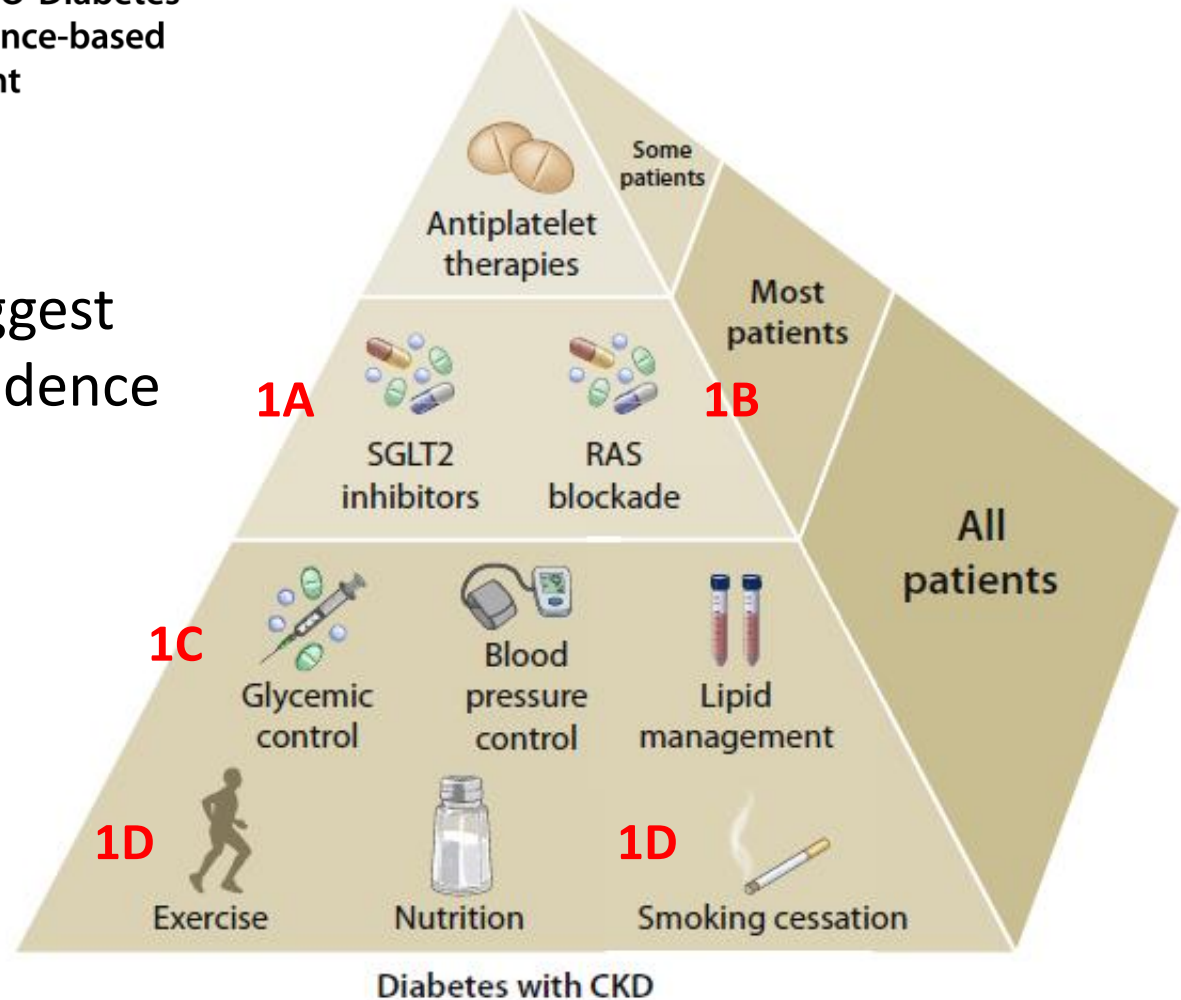 Diabetes
nce-based
Some
patients
Antiplatelet
therapies
Most
patients
ggest
dence
1A
1B
SGLT2
inhibitors
RAS
blockade
All
patients
1C
Glycemic
control
Blood
pressure
control
Lipid
management
1D
1D
Exercise
Nutrition
Smoking cessation
Diabetes with CKD